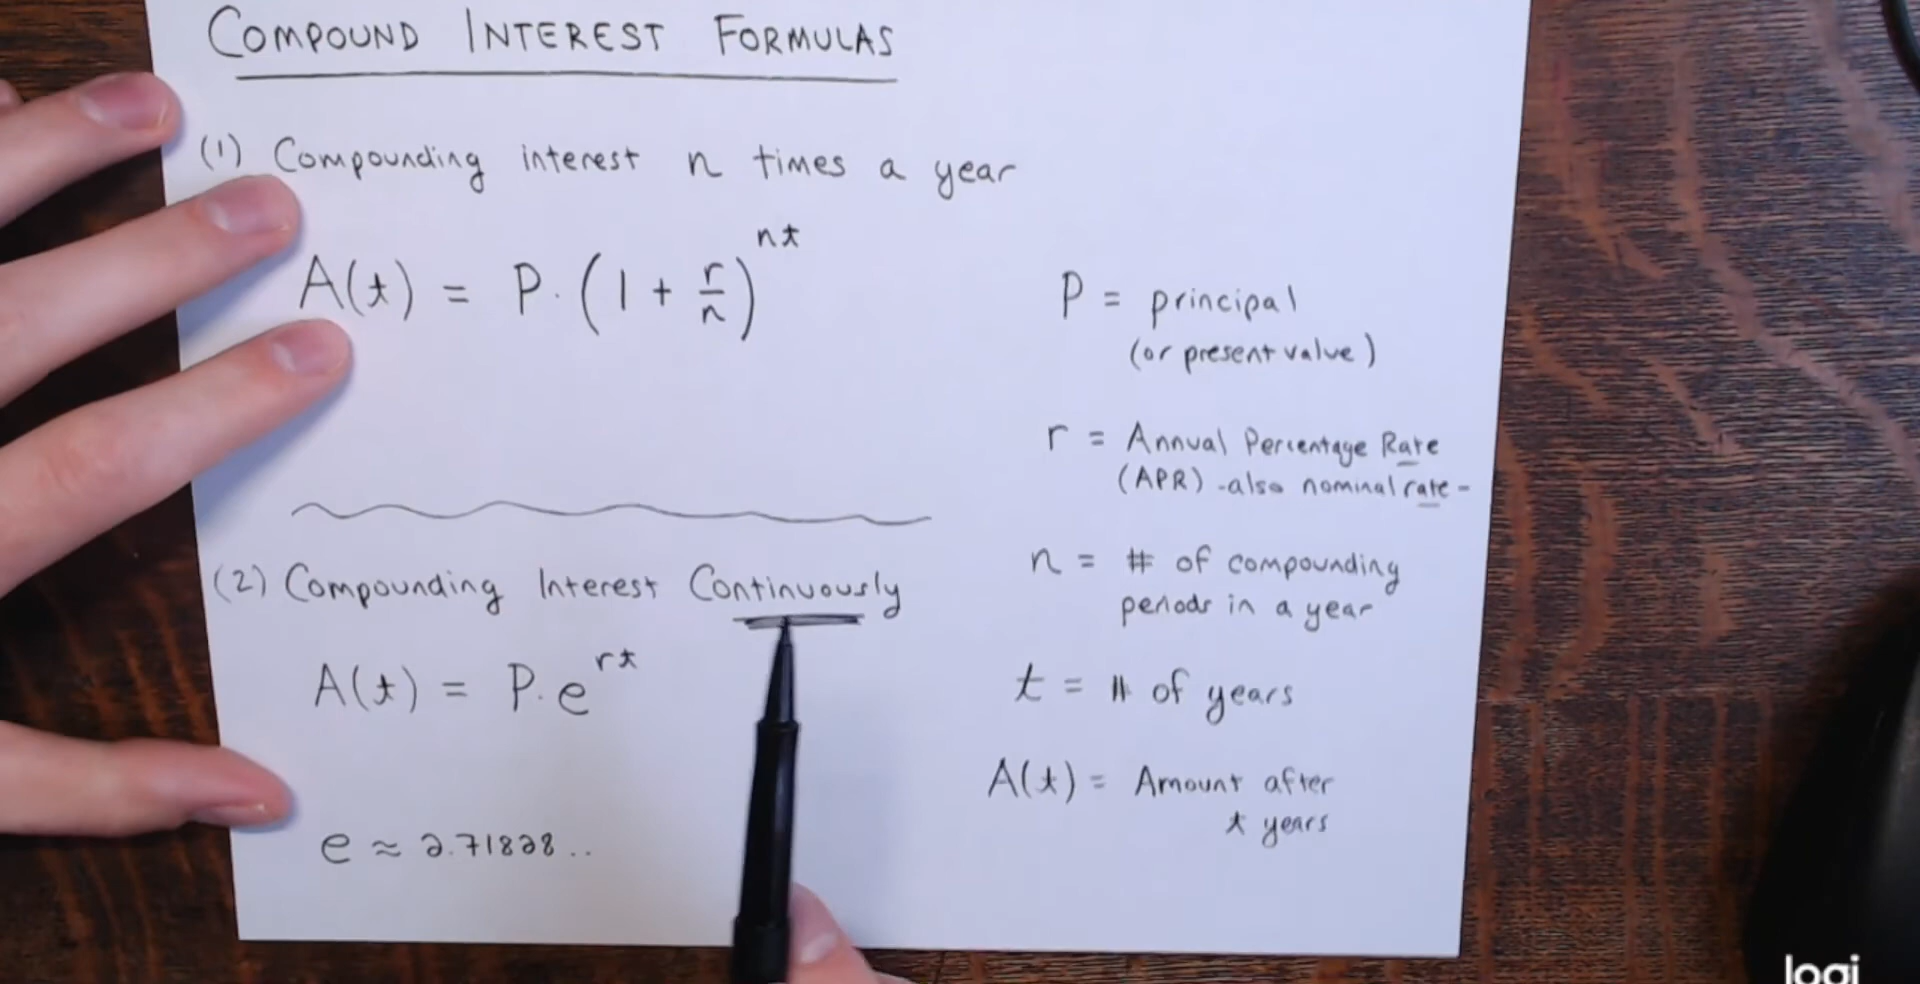 COMPOUND INTEREST FORMULAS
(1) Compounding interest n times a year
A(t) = P · (1 + r/n)^nt
(2) Compounding Interest Continuously
A(t) = P · e^rt
e ≈ 2.71828..
P = principal
(or present value)
r = Annual Percentage Rate
(APR) - also nominal rate -
n = # of compounding
periods in a year
t = # of years
A(t) = Amount after
t years
logi